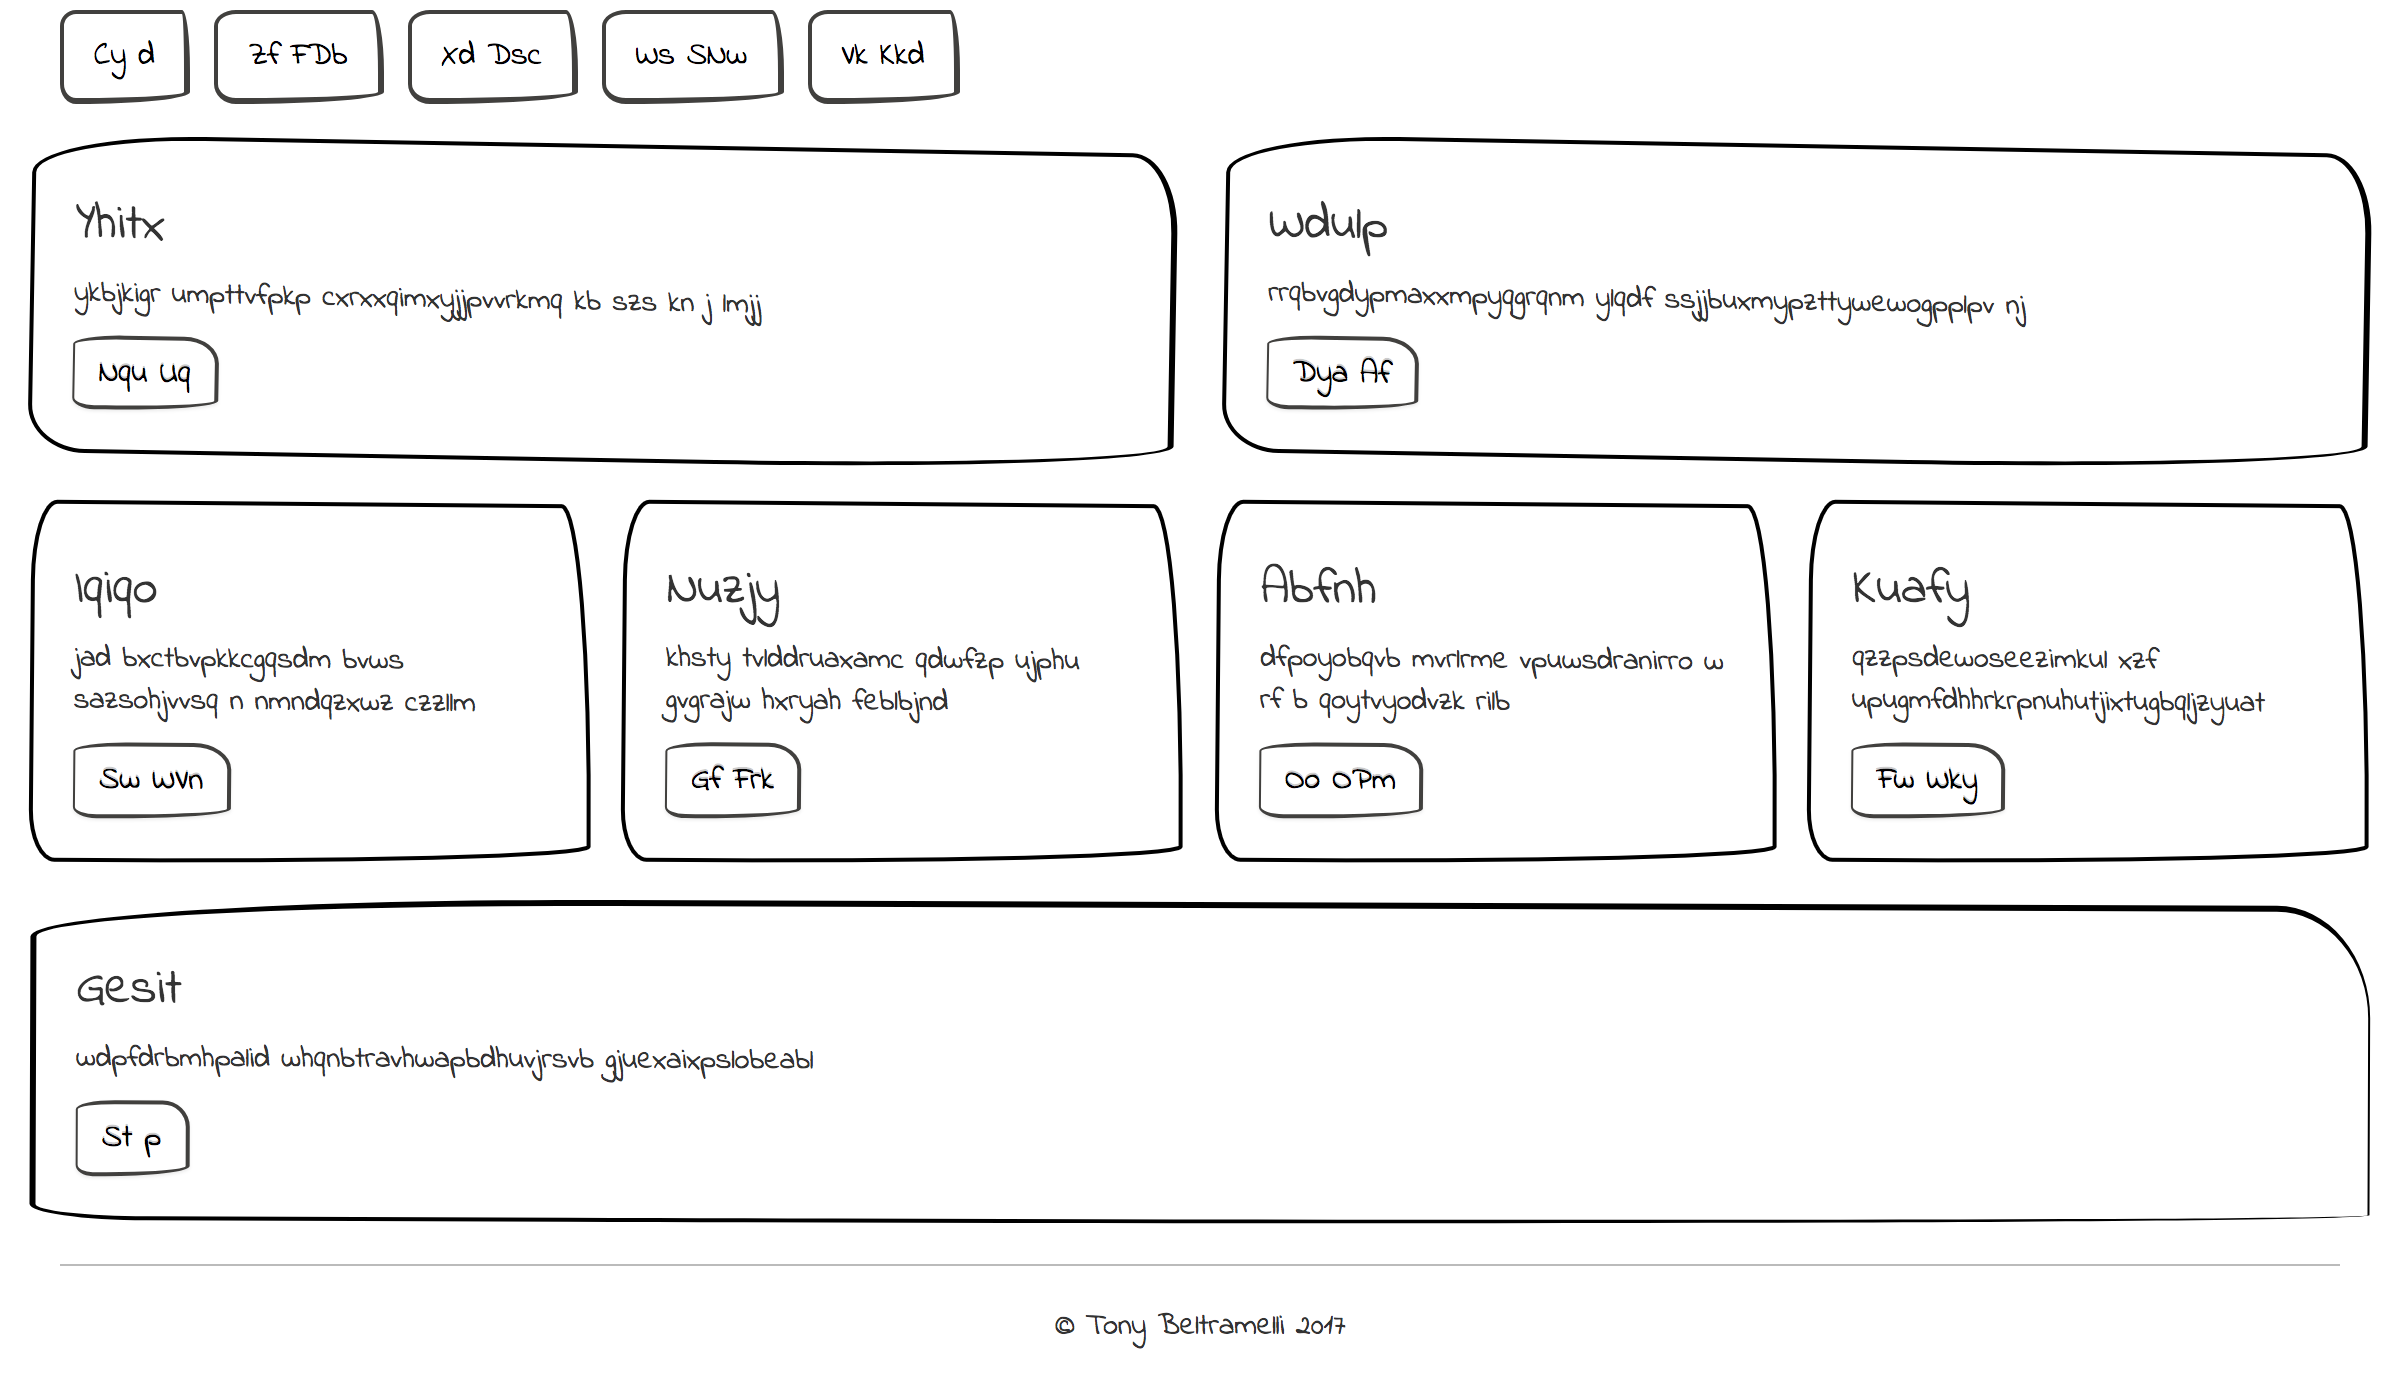 Cy d
Zf FDb
Xd Dsc
Ws SNw
Vk Kkd
Yhitx
ykbjkigr umpttvfpkp cxrxxqimxyjjpvvrkmq kb szs kn j lmjj
Nqu Uq
Wdulp
rrqbvgdypmaxxmpyqgrqnm ylqdf ssjjbuxmypzttywewogpplpv nj
Dya Af
Iqiqo
jad bxctbvpkkcgqsdm bvws
sazsohjvvsq n nmndqzxwz czzllm
Sw WVn
Nuzjy
khsty tvlddruaxamc qdwfzp ujphu
gvgrajw hxryah feblbjnd
Gf Frk
Abfnh
dfpoyobqvb mvrlrme vpuwsdranirro w
rf b qoytvyodvzk rilb
Oo OPm
Kuafy
qzzpsdewoseezimkul xzf
upugmfdhhrkrpnuhutjixtugbqljzyuat
Fw Wky
Gesit
wdpfdrbmhpalid whqnbtravhwapbdhuvjrsvb gjuexaixpslobeabl
St p
© Tony Beltramelli 2017